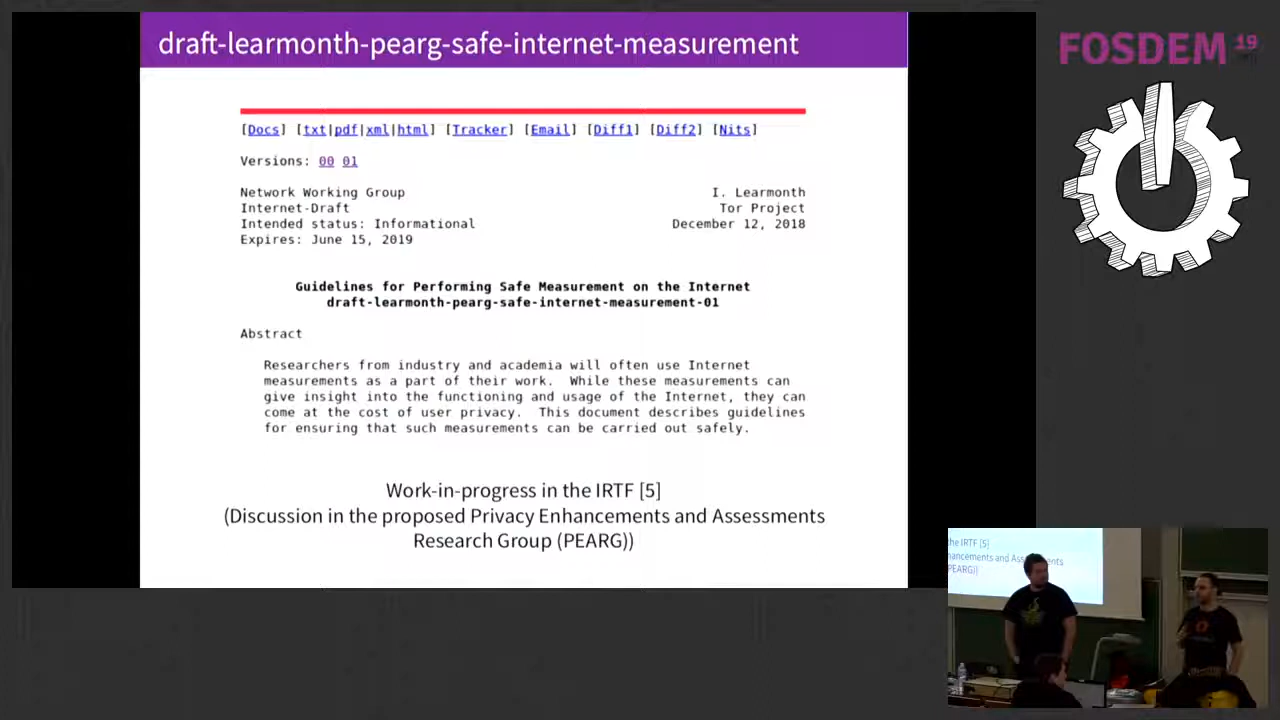 draft-learmonth-pearg-safe-internet-measurement
[Docs] [txt|pdf|xml|html] [Tracker] [Email] [Diff1] [Diff2] [Nits]
Versions: 00 01
Network Working Group I. Learmonth
Internet-Draft Tor Project
Intended status: Informational December 12, 2018
Expires: June 15, 2019
Guidelines for Performing Safe Measurement on the Internet
draft-learmonth-pearg-safe-internet-measurement-01
Abstract
Researchers from industry and academia will often use Internet
measurements as a part of their work. While these measurements can
give insight into the functioning and usage of the Internet, they can
come at the cost of user privacy. This document describes guidelines
for ensuring that such measurements can be carried out safely.
Work-in-progress in the IRTF [5]
(Discussion in the proposed Privacy Enhancements and Assessments
Research Group (PEARG))
FOSDEM 19
the IRTF [5]
PEARG))